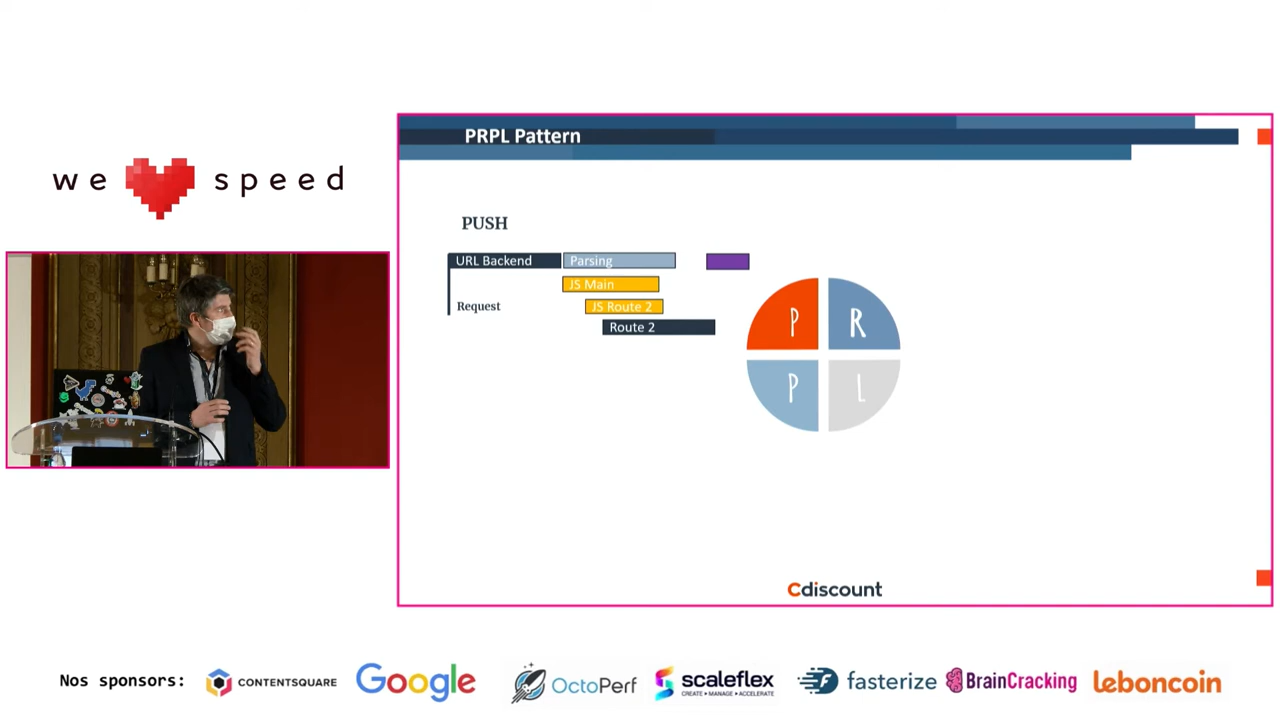 we speed
PRPL Pattern
PUSH
URL Backend
Parsing
JS Main
Request
JS Route 2
Route 2
P
R
P
L
Cdiscount
Nos sponsors:
CONTENTSQUARE
Google
OctoPerf
scaleflex
CREATE • MANAGE • ACCELERATE
fasterize
BrainCracking
leboncoin